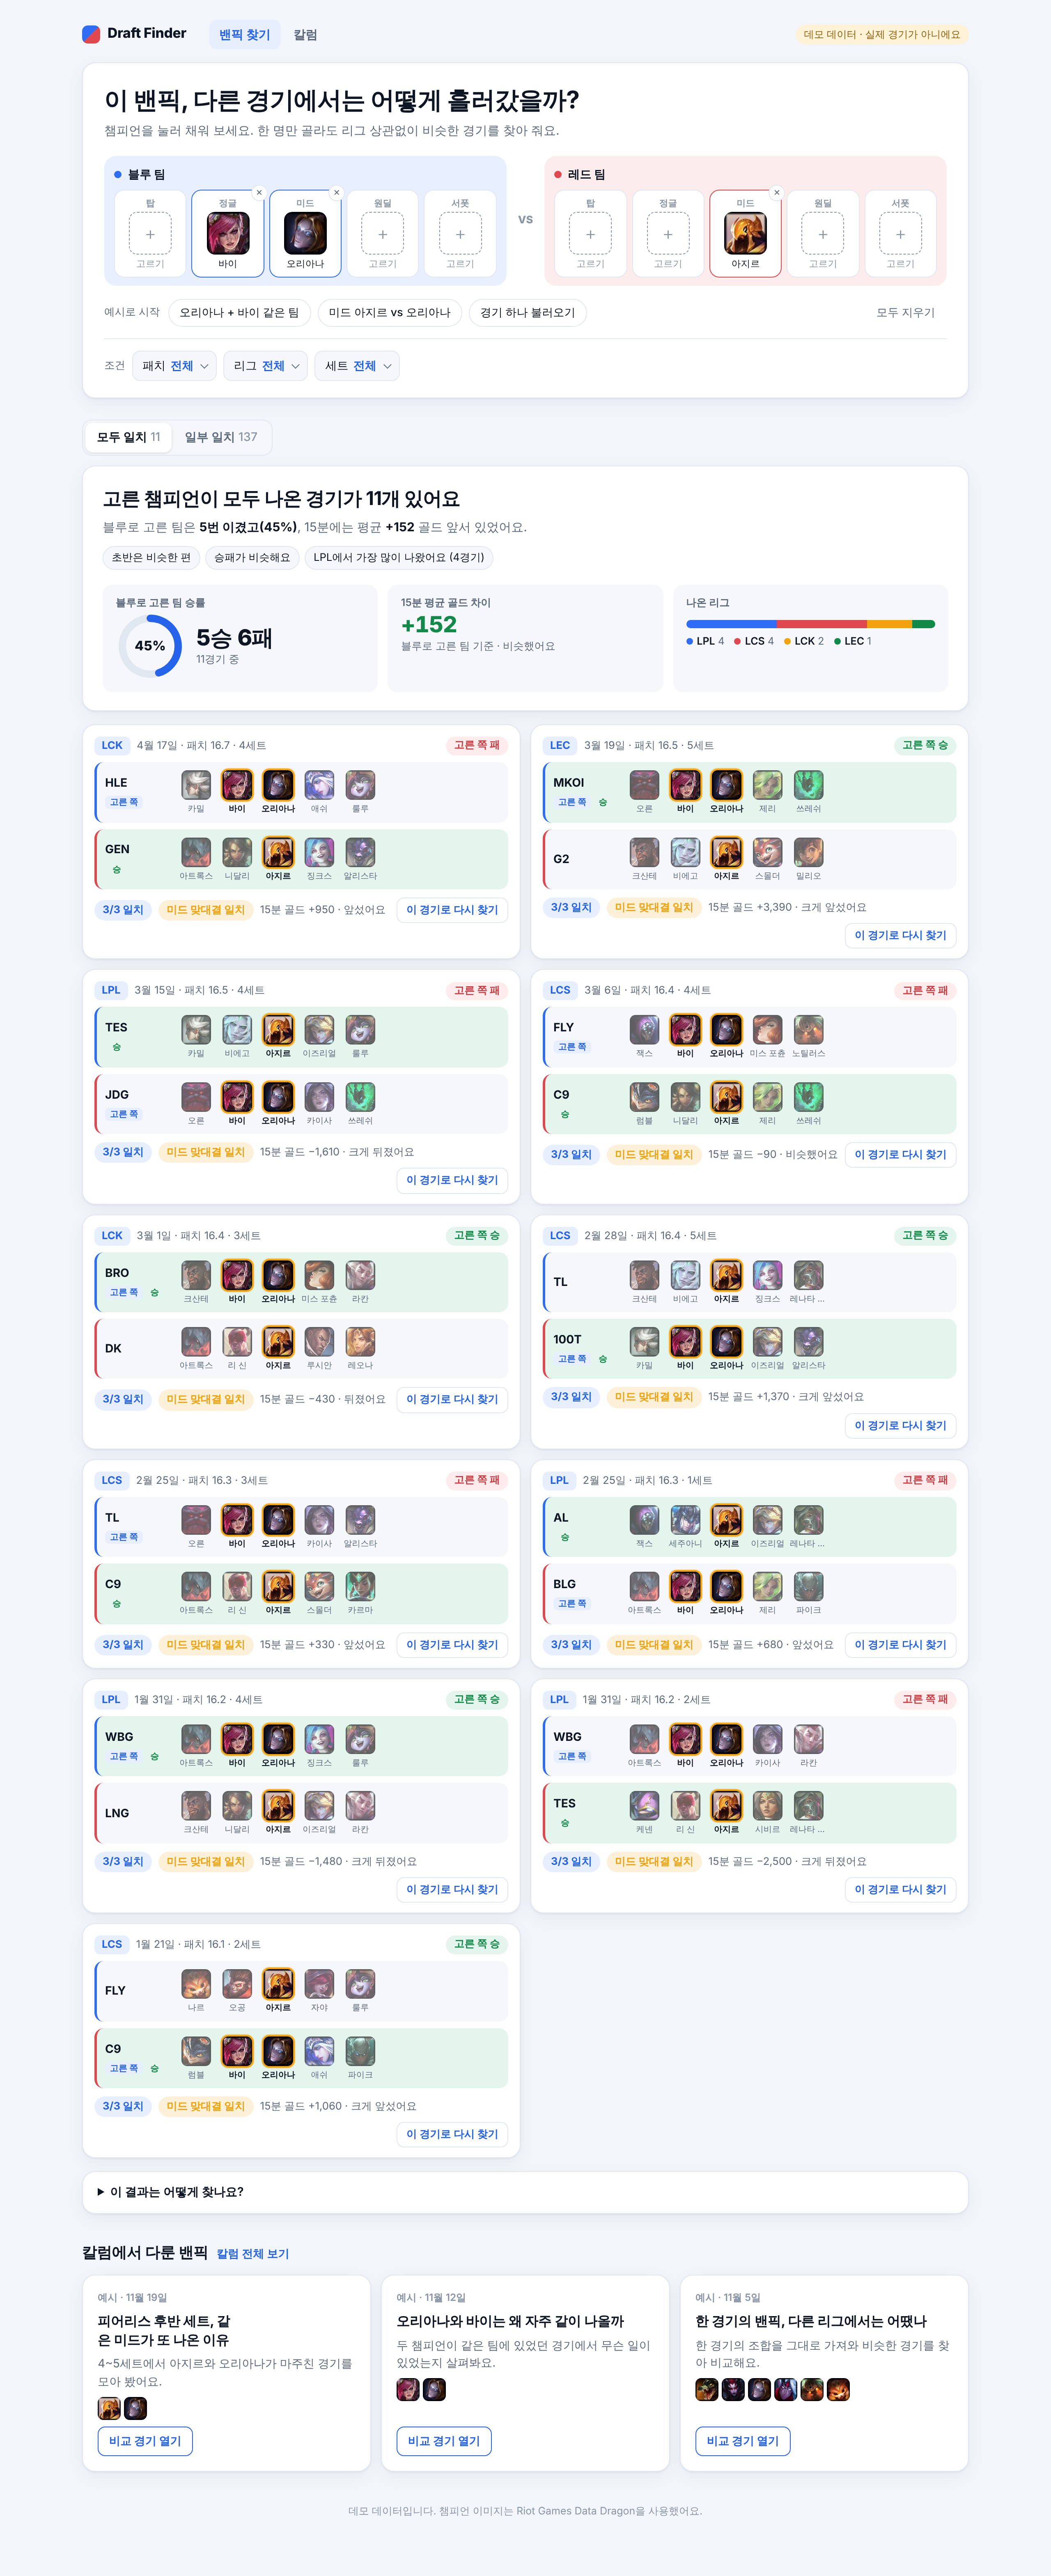 Draft Finder 밴픽 찾기 칼럼 데모 데이터 · 실제 경기가 아니에요
이 밴픽, 다른 경기에서는 어떻게 흘러갔을까?
챔피언을 눌러 채워 보세요. 한 명만 골라도 리그 상관없이 비슷한 경기를 찾아 줘요.
블루 팀
탑 정글 미드 원딜 서폿
고르기 바이 오리아나 고르기 고르기
VS
레드 팀
탑 정글 미드 원딜 서폿
고르기 고르기 아지르 고르기 고르기
예시로 시작 오리아나 + 바이 같은 팀 미드 아지르 vs 오리아나 경기 하나 불러오기 모두 지우기
조건 패치 전체 리그 전체 세트 전체
모두 일치 11 일부 일치 137
고른 챔피언이 모두 나온 경기가 11개 있어요
블루로 고른 팀은 5번 이겼고(45%), 15분에는 평균 +152 골드 앞서 있었어요.
초반은 비슷한 편 승패가 비슷해요 LPL에서 가장 많이 나왔어요 (4경기)
블루로 고른 팀 승률
45%
5승 6패
11경기 중
15분 평균 골드 차이
+152
블루로 고른 팀 기준 · 비슷했어요
나온 리그
LPL 4 LCS 4 LCK 2 LEC 1
LCK 4월 17일 · 패치 16.7 · 4세트 고른 쪽 패
HLE
고른 쪽
카밀 바이 오리아나 애쉬 룰루
GEN
승
아트록스 니달리 아지르 징크스 알리스타
3/3 일치 미드 맞대결 일치 15분 골드 +950 · 앞섰어요 이 경기로 다시 찾기
LEC 3월 19일 · 패치 16.5 · 5세트 고른 쪽 승
MKOI
고른 쪽 승
오른 바이 오리아나 제리 쓰레쉬
G2
크산테 비에고 아지르 스몰더 밀리오
3/3 일치 미드 맞대결 일치 15분 골드 +3,390 · 크게 앞섰어요
이 경기로 다시 찾기
LPL 3월 15일 · 패치 16.5 · 4세트 고른 쪽 패
TES
승
카밀 비에고 아지르 이즈리얼 룰루
JDG
고른 쪽
오른 바이 오리아나 카이사 쓰레쉬
3/3 일치 미드 맞대결 일치 15분 골드 −1,610 · 크게 뒤졌어요
이 경기로 다시 찾기
LCS 3월 6일 · 패치 16.4 · 4세트 고른 쪽 패
FLY
고른 쪽
잭스 바이 오리아나 미스 포츈 노틸러스
C9
승
럼블 니달리 아지르 제리 쓰레쉬
3/3 일치 미드 맞대결 일치 15분 골드 −90 · 비슷했어요 이 경기로 다시 찾기
LCK 3월 1일 · 패치 16.4 · 3세트 고른 쪽 승
BRO
고른 쪽 승
크산테 바이 오리아나 미스 포츈 라칸
DK
아트록스 리 신 아지르 루시안 레오나
3/3 일치 미드 맞대결 일치 15분 골드 −430 · 뒤졌어요 이 경기로 다시 찾기
LCS 2월 28일 · 패치 16.4 · 5세트 고른 쪽 승
TL
크산테 비에고 아지르 징크스 레나타 ...
100T
고른 쪽 승
카밀 바이 오리아나 이즈리얼 알리스타
3/3 일치 미드 맞대결 일치 15분 골드 +1,370 · 크게 앞섰어요
이 경기로 다시 찾기
LCS 2월 25일 · 패치 16.3 · 3세트 고른 쪽 패
TL
고른 쪽
오른 바이 오리아나 카이사 알리스타
C9
승
아트록스 리 신 아지르 스몰더 카르마
3/3 일치 미드 맞대결 일치 15분 골드 +330 · 앞섰어요 이 경기로 다시 찾기
LPL 2월 25일 · 패치 16.3 · 1세트 고른 쪽 패
AL
승
잭스 세주아니 아지르 이즈리얼 레나타 ...
BLG
고른 쪽
아트록스 바이 오리아나 제리 파이크
3/3 일치 미드 맞대결 일치 15분 골드 +680 · 앞섰어요 이 경기로 다시 찾기
LPL 1월 31일 · 패치 16.2 · 4세트 고른 쪽 승
WBG
고른 쪽 승
아트록스 바이 오리아나 징크스 룰루
LNG
크산테 니달리 아지르 이즈리얼 라칸
3/3 일치 미드 맞대결 일치 15분 골드 −1,480 · 크게 뒤졌어요
이 경기로 다시 찾기
LPL 1월 31일 · 패치 16.2 · 2세트 고른 쪽 패
WBG
고른 쪽
아트록스 바이 오리아나 카이사 라칸
TES
승
케넨 리 신 아지르 시비르 레나타 ...
3/3 일치 미드 맞대결 일치 15분 골드 −2,500 · 크게 뒤졌어요
이 경기로 다시 찾기
LCS 1월 21일 · 패치 16.1 · 2세트 고른 쪽 승
FLY
나르 오공 아지르 자야 룰루
C9
고른 쪽 승
럼블 바이 오리아나 애쉬 파이크
3/3 일치 미드 맞대결 일치 15분 골드 +1,060 · 크게 앞섰어요
이 경기로 다시 찾기
이 결과는 어떻게 찾나요?
칼럼에서 다룬 밴픽 칼럼 전체 보기
예시 · 11월 19일
피어리스 후반 세트, 같
은 미드가 또 나온 이유
4~5세트에서 아지르와 오리아나가 마주친 경기를
모아 봤어요.
비교 경기 열기
예시 · 11월 12일
오리아나와 바이는 왜 자주 같이 나올까
두 챔피언이 같은 팀에 있었던 경기에서 무슨 일이
있었는지 살펴봐요.
비교 경기 열기
예시 · 11월 5일
한 경기의 밴픽, 다른 리그에서는 어땠나
한 경기의 조합을 그대로 가져와 비슷한 경기를 찾
아 비교해요.
비교 경기 열기
데모 데이터입니다. 챔피언 이미지는 Riot Games Data Dragon을 사용했어요.